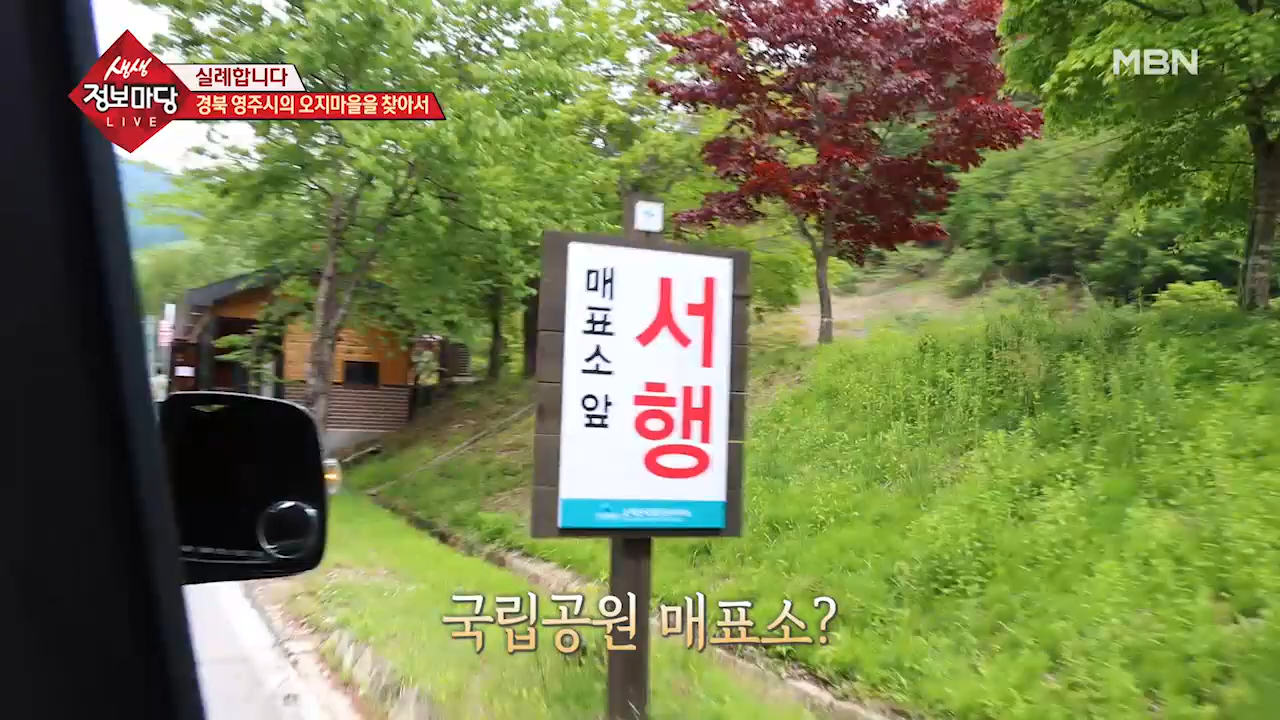 생생
정보마당
LIVE
실례합니다
경북 영주시의 오지마을을 찾아서
MBN
매표소 앞
서행
국립공원 매표소?